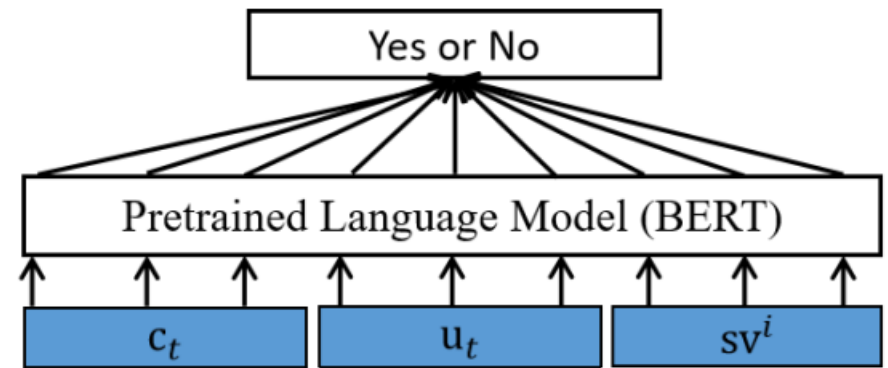 Yes or No
Pretrained Language Model (BERT)
c_t u_t sv^i